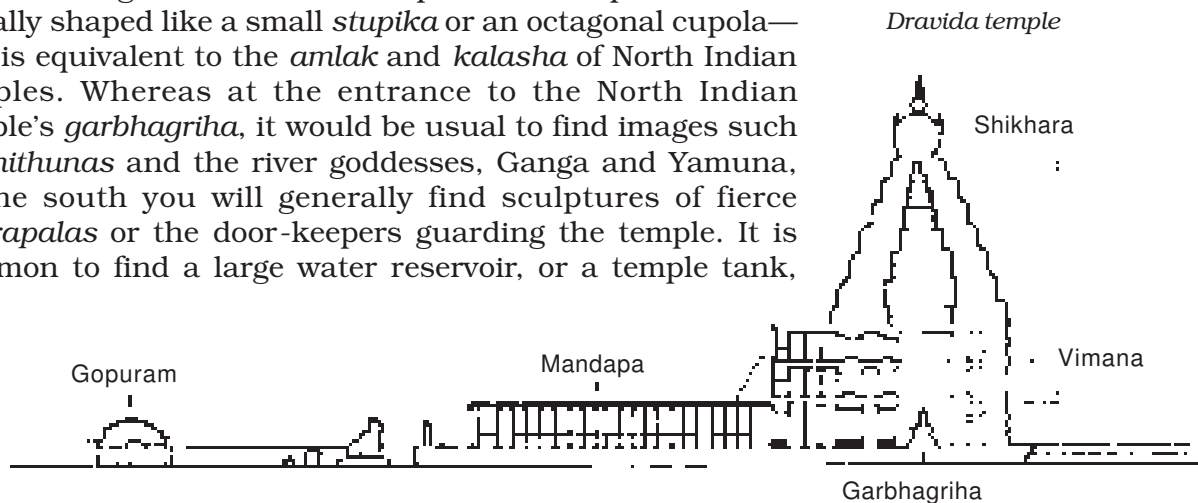 ally shaped like a small stupika or an octagonal cupola—
is equivalent to the amlak and kalasha of North Indian
ples. Whereas at the entrance to the North Indian
ple's garbhagriha, it would be usual to find images such
mithunas and the river goddesses, Ganga and Yamuna,
he south you will generally find sculptures of fierce
rapalas or the door-keepers guarding the temple. It is
mon to find a large water reservoir, or a temple tank,
Dravida temple
Shikhara
Vimana
Mandapa
Gopuram
Garbhagriha